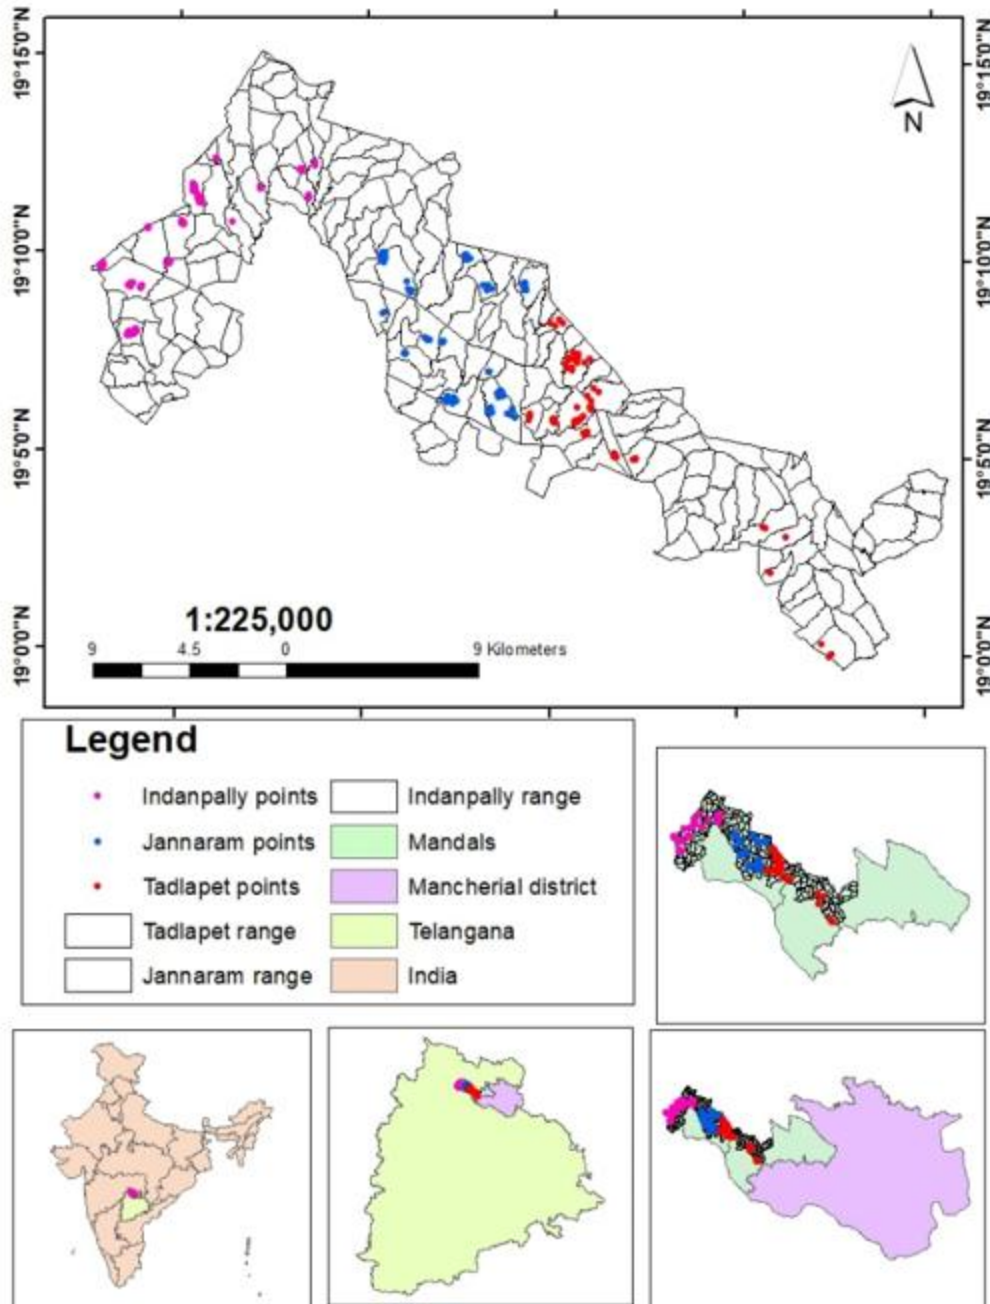 19°15'0"N
19°15'0"N
N
19°10'0"N
19°10'0"N
19°5'0"N
19°5'0"N
1:225,000
9 4.5 0 9 Kilometers
19°0'0"N
19°0'0"N
Legend
Indanpally points
Indanpally range
Jannaram points
Mandals
Tadlapet points
Mancherial district
Tadlapet range
Telangana
Jannaram range
India